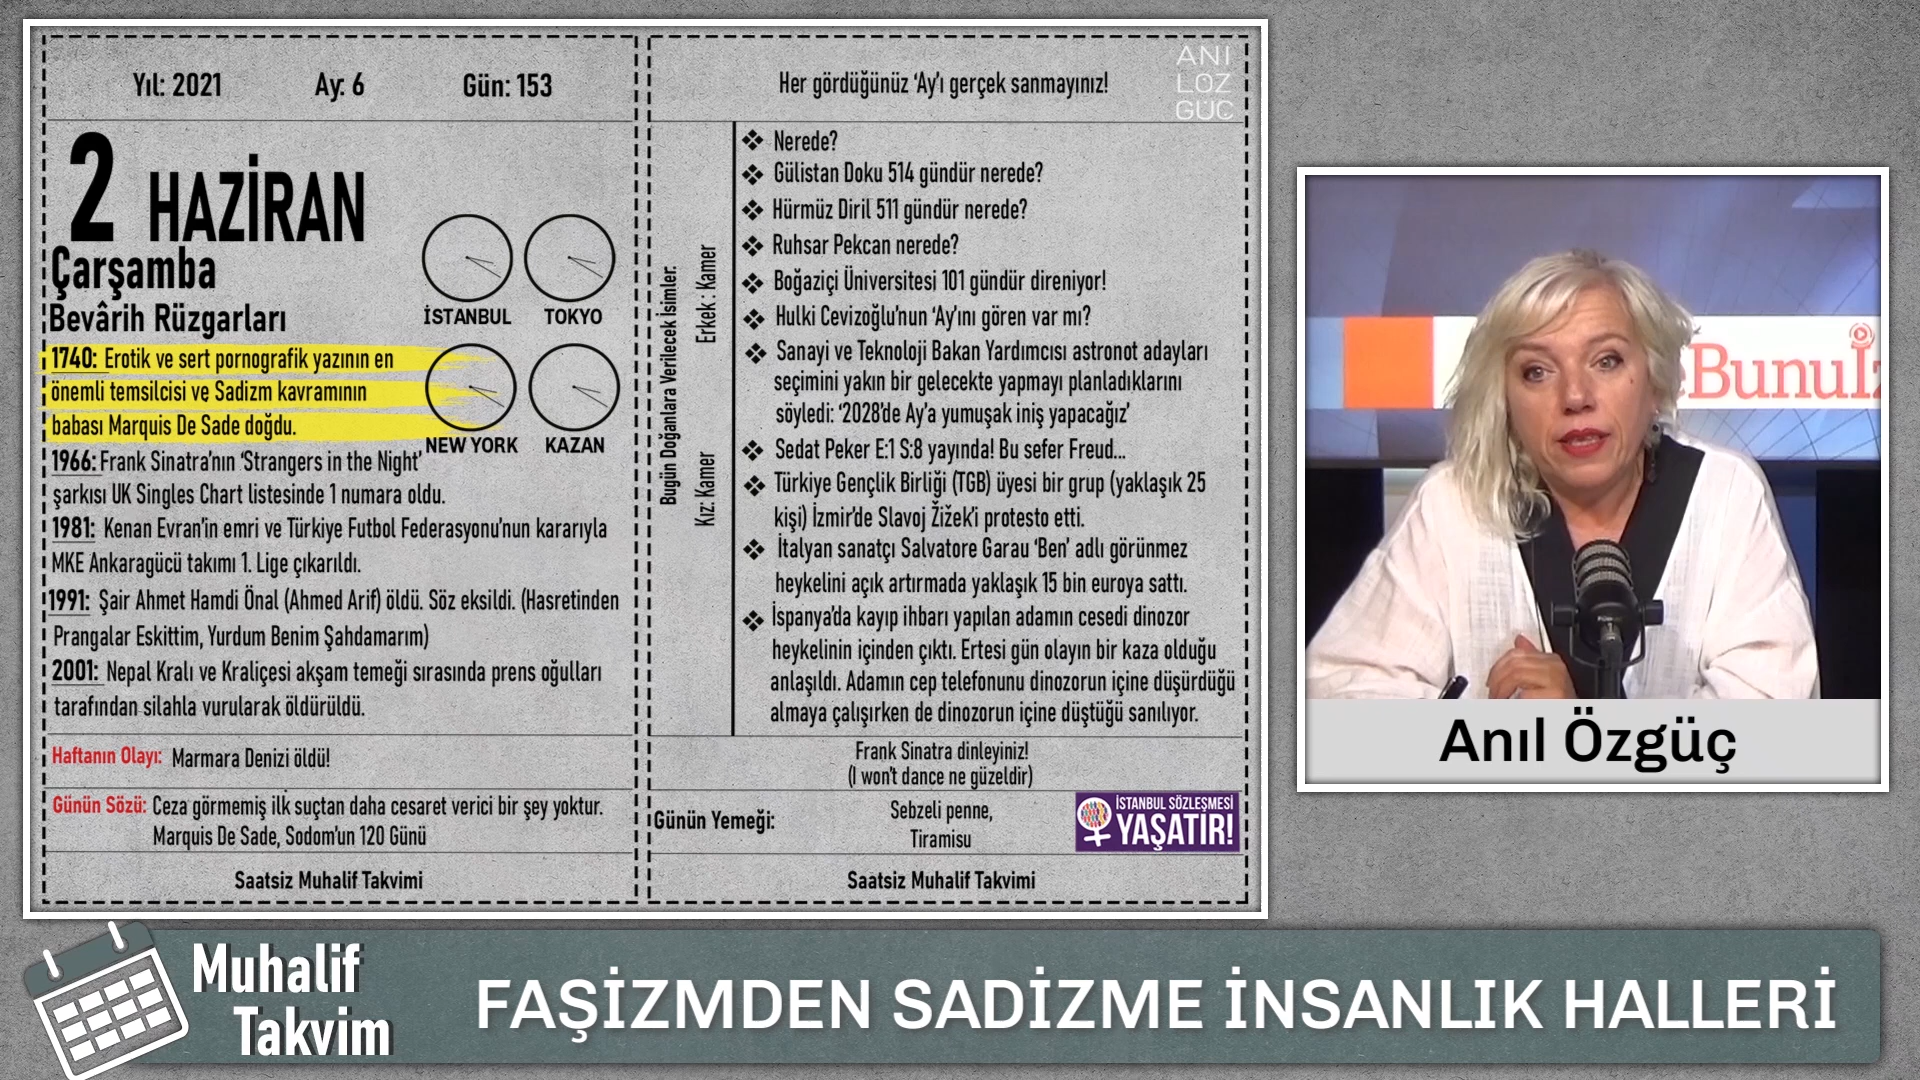 Yıl: 2021 Ay: 6 Gün: 153
2 HAZİRAN
Çarşamba
Bevârih Rüzgarları
İSTANBUL TOKYO
NEW YORK KAZAN
1740: Erotik ve sert pornografik yazının en
önemli temsilcisi ve Sadizm kavramının
babası Marquis De Sade doğdu.
1966: Frank Sinatra'nın 'Strangers in the Night'
şarkısı UK Singles Chart listesinde 1 numara oldu.
1981: Kenan Evran'in emri ve Türkiye Futbol Federasyonu'nun kararıyla
MKE Ankaragücü takımı 1. Lige çıkarıldı.
1991: Şair Ahmet Hamdi Önal (Ahmed Arif) öldü. Söz eksildi. (Hasretinden
Prangalar Eskittim, Yurdum Benim Şahdamarım)
2001: Nepal Kralı ve Kraliçesi akşam temeği sırasında prens oğulları
tarafından silahla vurularak öldürüldü.
Haftanın Olayı: Marmara Denizi öldü!
Günün Sözü: Ceza görmemiş ilk suçtan daha cesaret verici bir şey yoktur.
Marquis De Sade, Sodom'un 120 Günü
Saatsiz Muhalif Takvimi
Her gördüğünüz 'Ay'ı gerçek sanmayınız!
ANI
LÖZ
GÜÇ
Bugün Doğanlara Verilecek İsimler.
Kız: Kamer Erkek : Kamer
❖ Nerede?
❖ Gülistan Doku 514 gündür nerede?
❖ Hürmüz Diril 511 gündür nerede?
❖ Ruhsar Pekcan nerede?
❖ Boğaziçi Üniversitesi 101 gündür direniyor!
❖ Hulki Cevizoğlu'nun 'Ay'ını gören var mı?
❖ Sanayi ve Teknoloji Bakan Yardımcısı astronot adayları
seçimini yakın bir gelecekte yapmayı planladıklarını
söyledi: '2028'de Ay'a yumuşak iniş yapacağız'
❖ Sedat Peker E:1 S:8 yayında! Bu sefer Freud...
❖ Türkiye Gençlik Birliği (TGB) üyesi bir grup (yaklaşık 25
kişi) İzmir'de Slavoj Žižek'i protesto etti.
❖ İtalyan sanatçı Salvatore Garau 'Ben' adlı görünmez
heykelini açık artırmada yaklaşık 15 bin euroya sattı.
❖ İspanya'da kayıp ihbarı yapılan adamın cesedi dinozor
heykelinin içinden çıktı. Ertesi gün olayın bir kaza olduğu
anlaşıldı. Adamın cep telefonunu dinozorun içine düşürdüğü
almaya çalışırken de dinozorun içine düştüğü sanılıyor.
Frank Sinatra dinleyiniz!
(I won't dance ne güzeldir)
Günün Yemeği: Sebzeli penne,
Tiramisu
İSTANBUL SÖZLEŞMESİ
YAŞATIR!
Saatsiz Muhalif Takvimi
eBunuİz
Anıl Özgüç
Muhalif
Takvim
FAŞİZMDEN SADİZME İNSANLIK HALLERİ